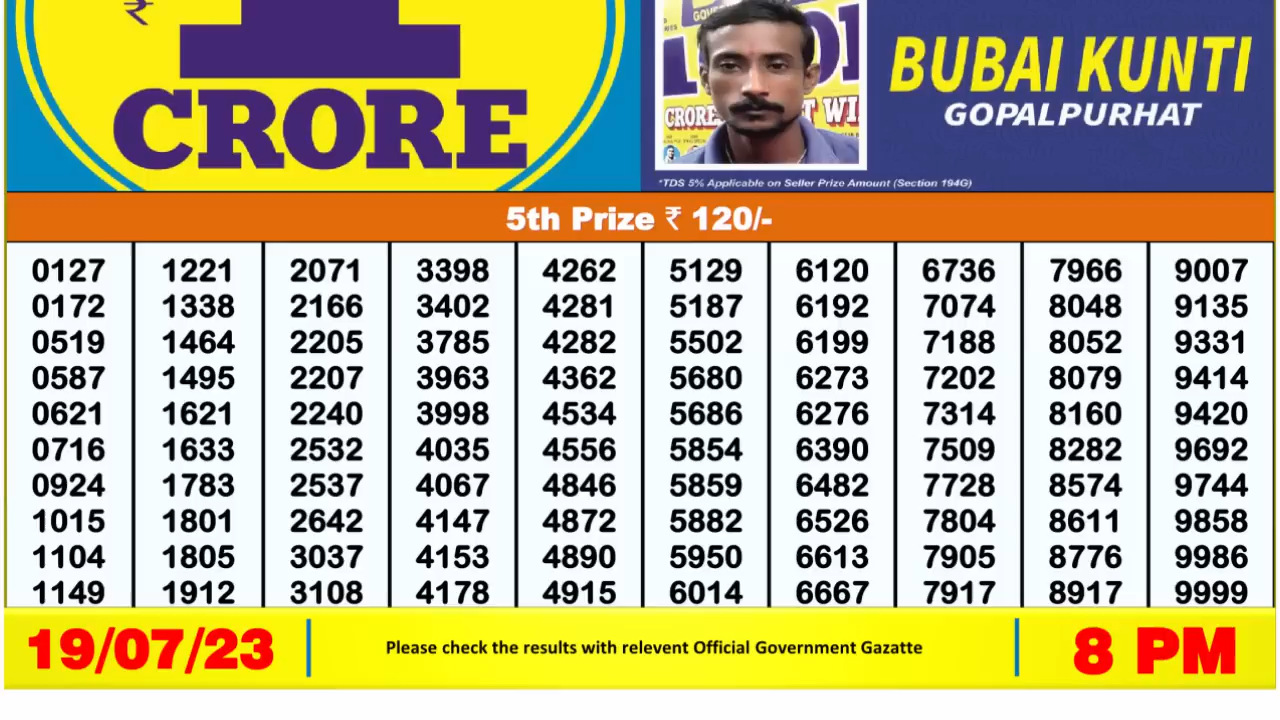 ₹
1
CRORE
CRORE
WI
BUBAI KUNTI
GOPALPURHAT
*TDS 5% Applicable on Seller Prize Amount (Section 194G)
5th Prize ₹ 120/-
0127 1221 2071 3398 4262 5129 6120 6736 7966 9007
0172 1338 2166 3402 4281 5187 6192 7074 8048 9135
0519 1464 2205 3785 4282 5502 6199 7188 8052 9331
0587 1495 2207 3963 4362 5680 6273 7202 8079 9414
0621 1621 2240 3998 4534 5686 6276 7314 8160 9420
0716 1633 2532 4035 4556 5854 6390 7509 8282 9692
0924 1783 2537 4067 4846 5859 6482 7728 8574 9744
1015 1801 2642 4147 4872 5882 6526 7804 8611 9858
1104 1805 3037 4153 4890 5950 6613 7905 8776 9986
1149 1912 3108 4178 4915 6014 6667 7917 8917 9999
19/07/23
Please check the results with relevent Official Government Gazatte
8 PM